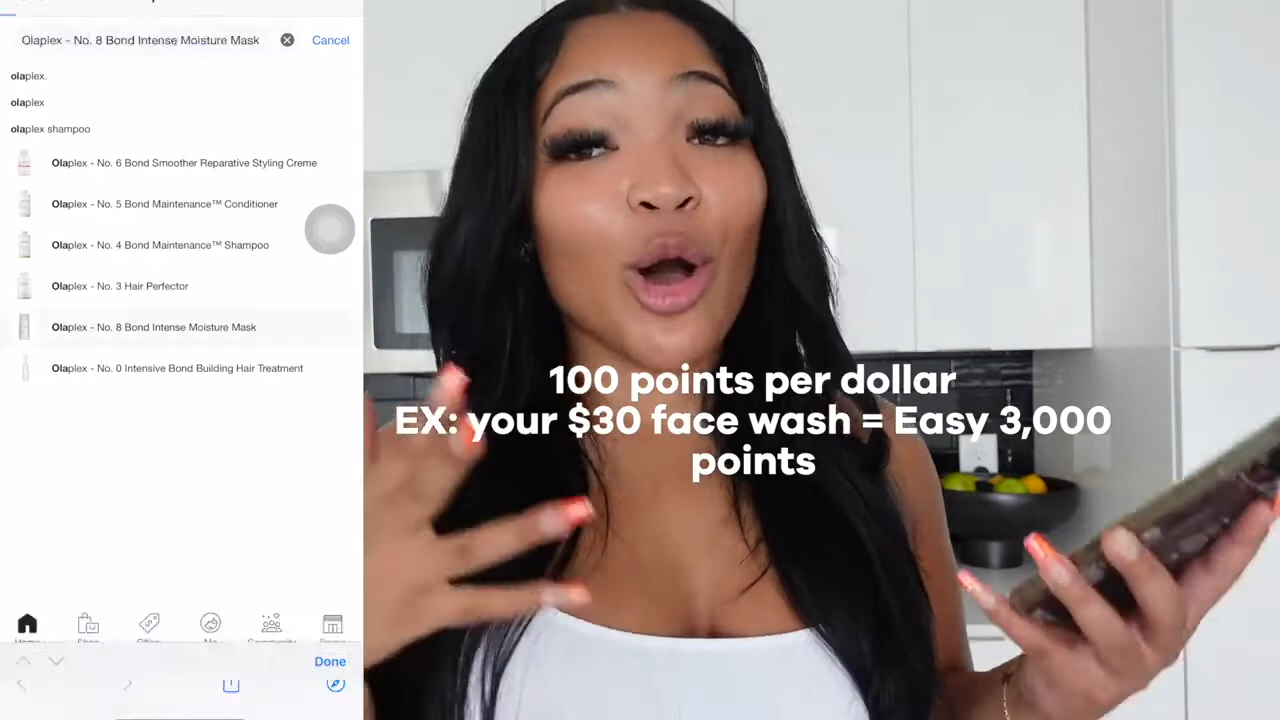 Olaplex - No. 8 Bond Intense Moisture Mask
Cancel
olaplex.
olaplex
olaplex shampoo
Olaplex - No. 6 Bond Smoother Reparative Styling Creme
Olaplex - No. 5 Bond Maintenance™ Conditioner
Olaplex - No. 4 Bond Maintenance™ Shampoo
Olaplex - No. 3 Hair Perfector
Olaplex - No. 8 Bond Intense Moisture Mask
Olaplex - No. 0 Intensive Bond Building Hair Treatment
Done
100 points per dollar
EX: your $30 face wash = Easy 3,000
points